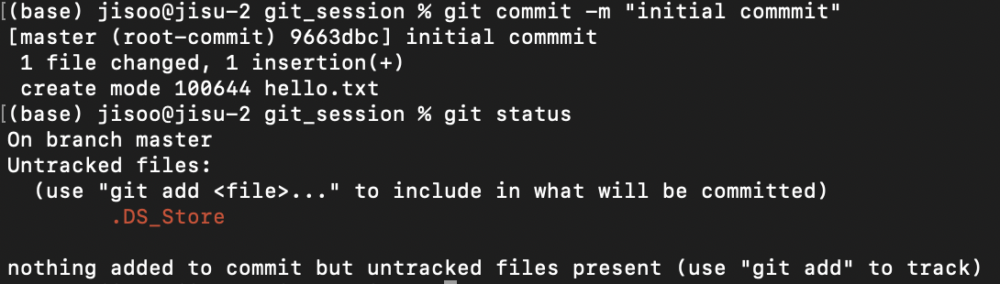 [(base) jisoo@jisu-2 git_session % git commit -m "initial commmit"
[master (root-commit) 9663dbc] initial commmit
 1 file changed, 1 insertion(+)
 create mode 100644 hello.txt
[(base) jisoo@jisu-2 git_session % git status
On branch master
Untracked files:
  (use "git add <file>..." to include in what will be committed)
        .DS_Store

nothing added to commit but untracked files present (use "git add" to track)